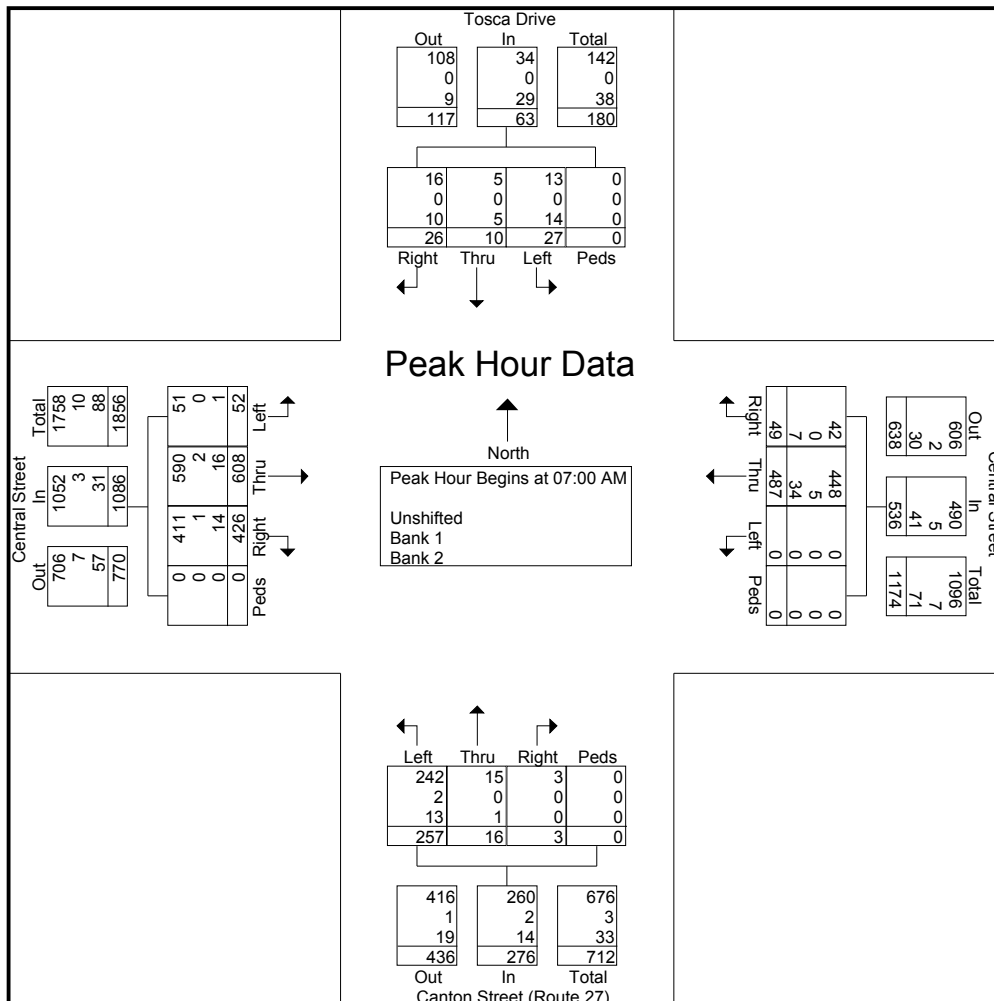 Tosca Drive
Out In Total
108 34 142
0 0 0
9 29 38
117 63 180
16 5 13 0
0 0 0 0
10 5 14 0
26 10 27 0
Right Thru Left Peds
Peak Hour Data
North
Peak Hour Begins at 07:00 AM
Unshifted
Bank 1
Bank 2
Central Street
Out In Total
706 1052 1758
7 3 10
57 31 88
770 1086 1856
51 590 411 0
0 2 1 0
1 16 14 0
52 608 426 0
Left Thru Right Peds
Right Thru Left Peds
42 448 0 0
0 5 0 0
7 34 0 0
49 487 0 0
Out In Total
606 490 1096
2 5 7
30 41 71
638 536 1174
Central Street
Left Thru Right Peds
242 15 3 0
2 0 0 0
13 1 0 0
257 16 3 0
416 260 676
1 2 3
19 14 33
436 276 712
Out In Total
Canton Street (Route 27)